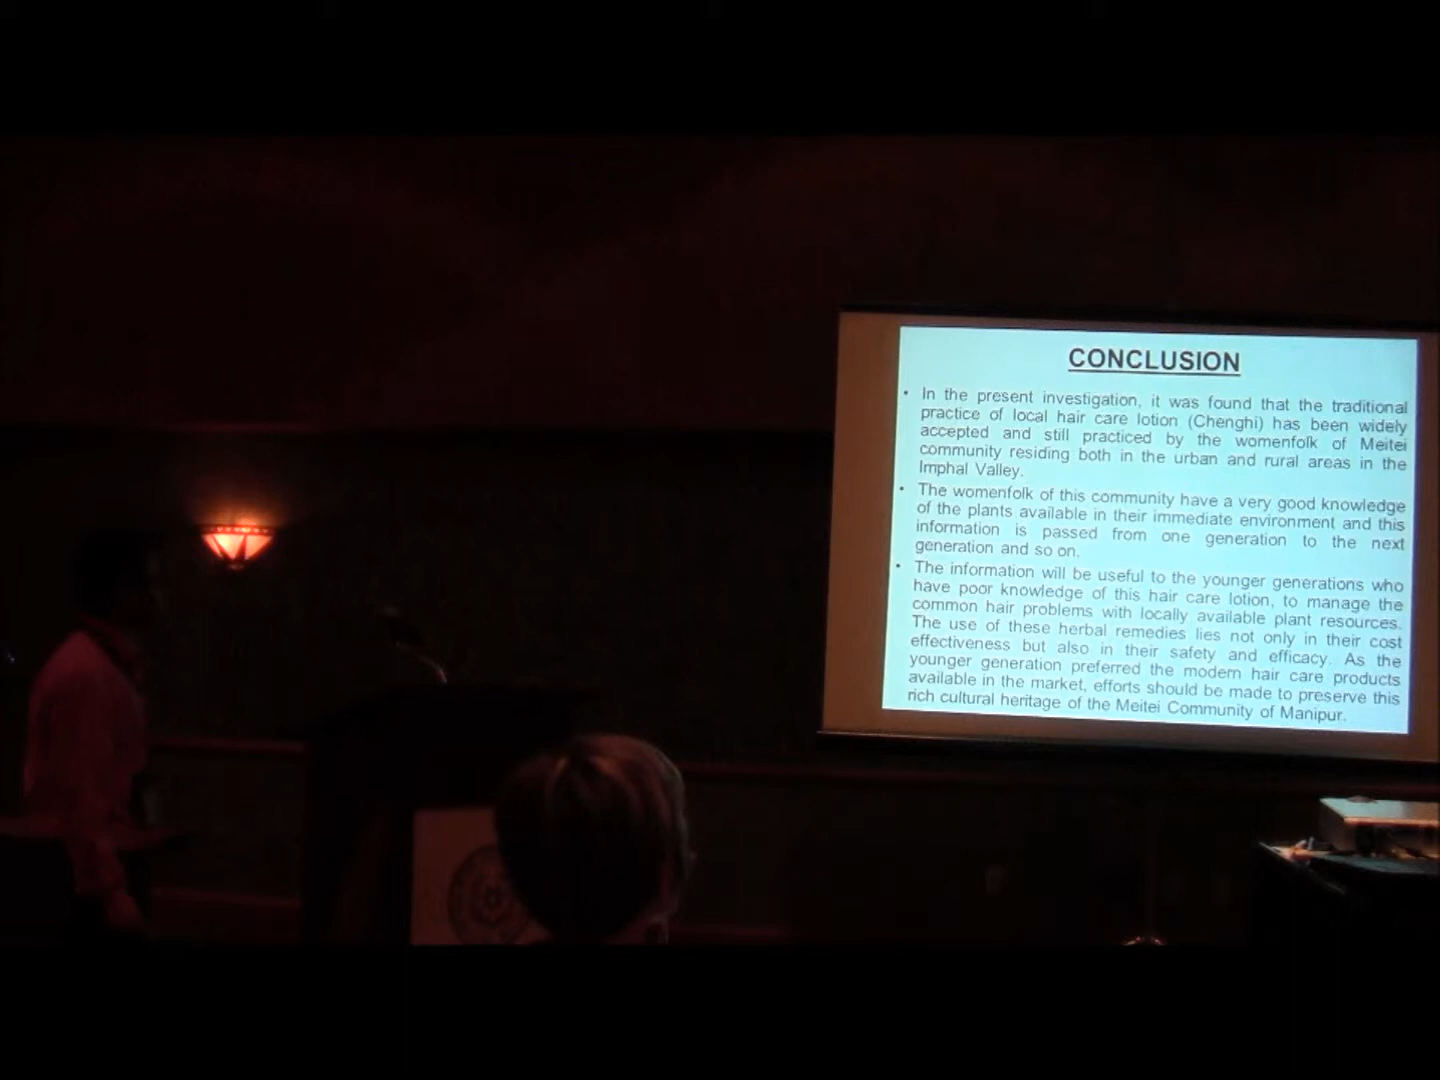 CONCLUSION
• In the present investigation, it was found that the traditional
practice of local hair care lotion (Chenghi) has been widely
accepted and still practiced by the womenfolk of Meitei
community residing both in the urban and rural areas in the
Imphal Valley.
• The womenfolk of this community have a very good knowledge
of the plants available in their immediate environment and this
information is passed from one generation to the next
generation and so on.
• The information will be useful to the younger generations who
have poor knowledge of this hair care lotion, to manage the
common hair problems with locally available plant resources.
The use of these herbal remedies lies not only in their cost
effectiveness but also in their safety and efficacy. As the
younger generation preferred the modern hair care products
available in the market, efforts should be made to preserve this
rich cultural heritage of the Meitei Community of Manipur.